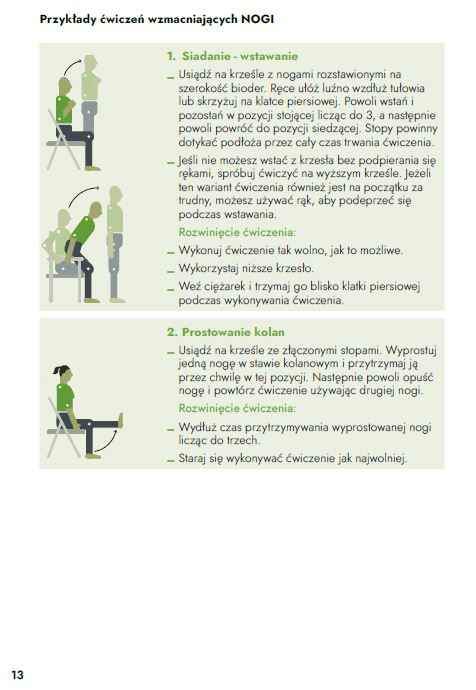 Przykłady ćwiczeń wzmacniających NOGI
1. Siadanie - wstawanie
– Usiądź na krześle z nogami rozstawionymi na
szerokość bioder. Ręce ułóż luźno wzdłuż tułowia
lub skrzyżuj na klatce piersiowej. Powoli wstań i
pozostań w pozycji stojącej licząc do 3, a następnie
powoli powróć do pozycji siedzącej. Stopy powinny
dotykać podłoża przez cały czas trwania ćwiczenia.
– Jeśli nie możesz wstać z krzesła bez podpierania się
rękami, spróbuj ćwiczyć na wyższym krześle. Jeżeli
ten wariant ćwiczenia również jest na początku za
trudny, możesz używać rąk, aby podeprzeć się
podczas wstawania.
Rozwinięcie ćwiczenia:
– Wykonuj ćwiczenie tak wolno, jak to możliwe.
– Wykorzystaj niższe krzesło.
– Weź ciężarek i trzymaj go blisko klatki piersiowej
podczas wykonywania ćwiczenia.
2. Prostowanie kolan
– Usiądź na krześle ze złączonymi stopami. Wyprostuj
jedną nogę w stawie kolanowym i przytrzymaj ją
przez chwilę w tej pozycji. Następnie powoli opuść
nogę i powtórz ćwiczenie używając drugiej nogi.
Rozwinięcie ćwiczenia:
– Wydłuż czas przytrzymywania wyprostowanej nogi
licząc do trzech.
– Staraj się wykonywać ćwiczenie jak najwolniej.
13